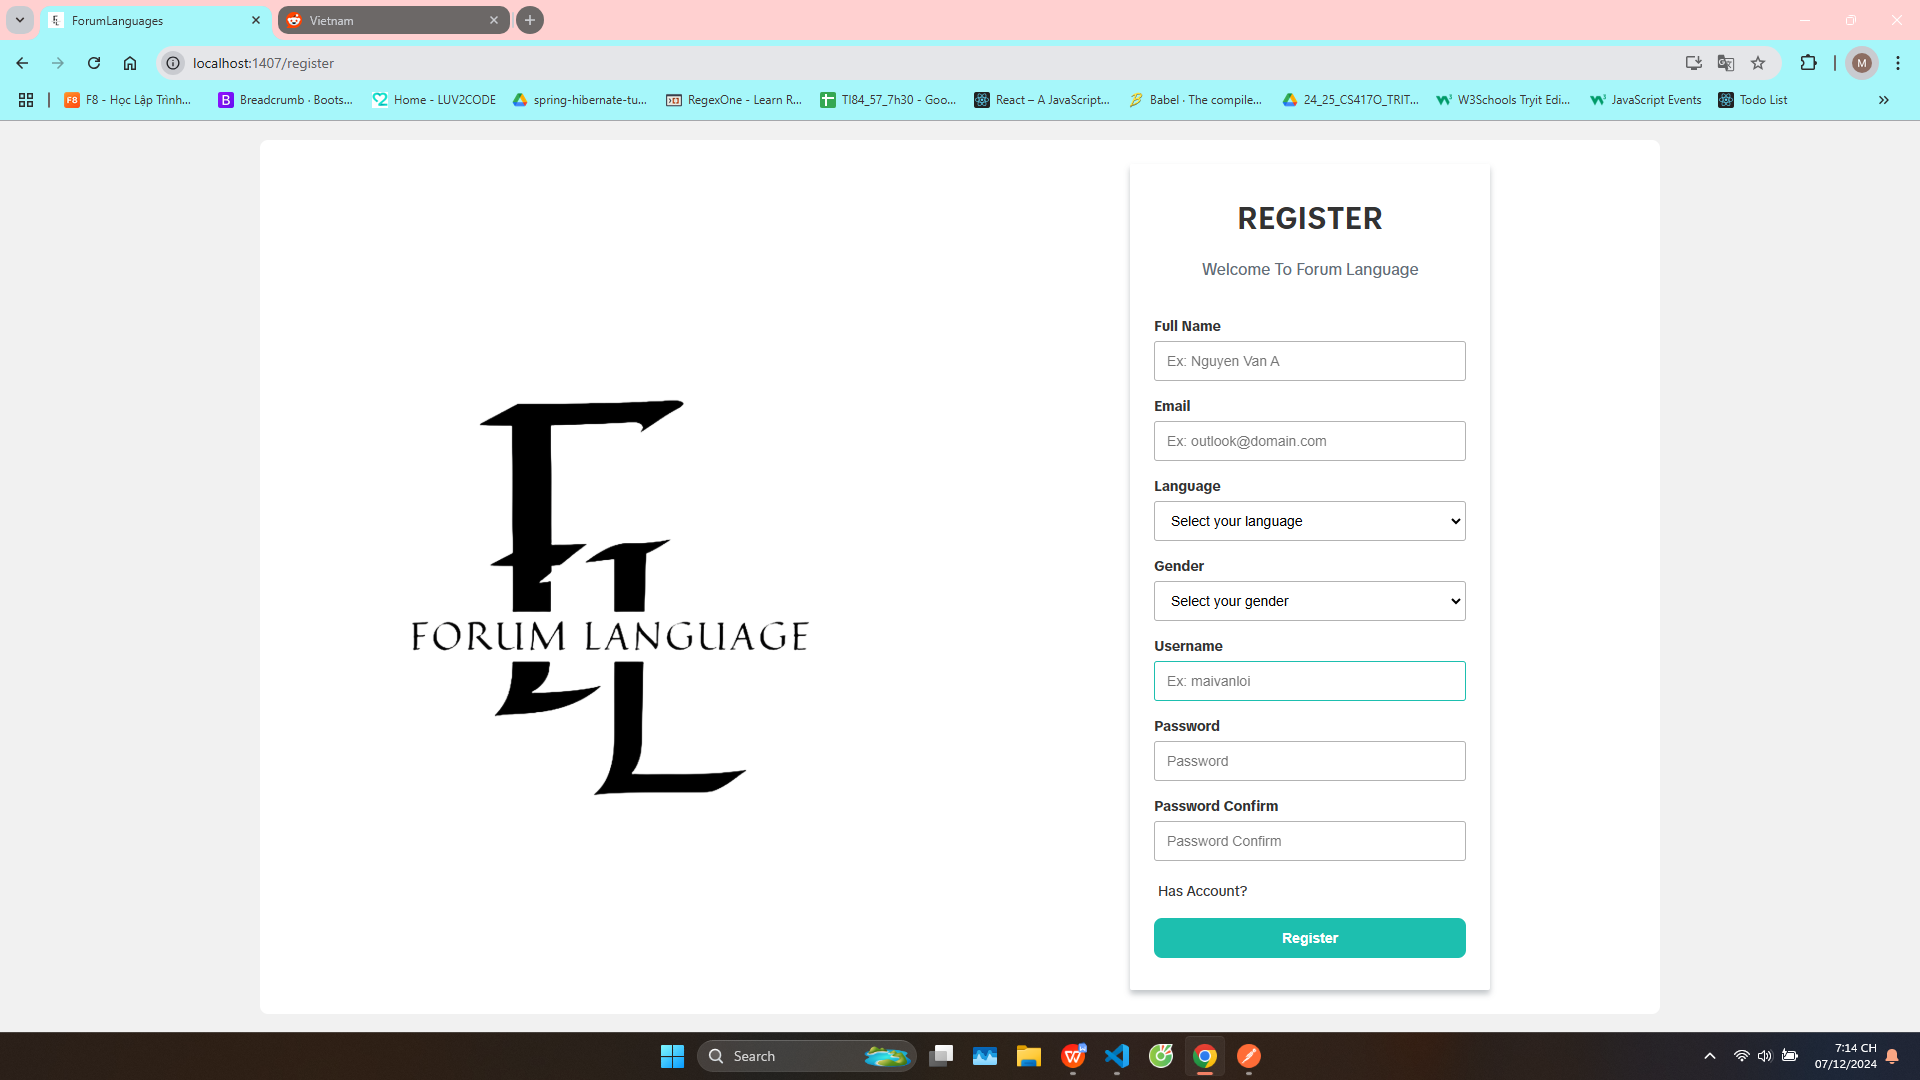 ForumLanguages
Vietnam
localhost:1407/register
M
F8 - Học Lập Trình...
Breadcrumb · Boots...
Home - LUV2CODE
spring-hibernate-tu...
RegexOne - Learn R...
TI84_57_7h30 - Goo...
React – A JavaScript...
Babel · The compile...
24_25_CS417O_TRIT...
W3Schools Tryit Edi...
JavaScript Events
Todo List
FORUM LANGUAGE
REGISTER
Welcome To Forum Language
Full Name
Ex: Nguyen Van A
Email
Ex: outlook@domain.com
Language
Select your language
Gender
Select your gender
Username
Ex: maivanloi
Password
Password
Password Confirm
Password Confirm
Has Account?
Register
Search
7:14 CH
07/12/2024